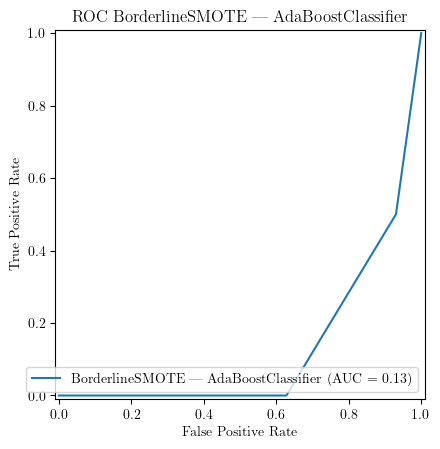 ROC BorderlineSMOTE — AdaBoostClassifier
1.0
0.8
0.6
0.4
0.2
0.0
True Positive Rate
BorderlineSMOTE — AdaBoostClassifier (AUC = 0.13)
0.0 0.2 0.4 0.6 0.8 1.0
False Positive Rate